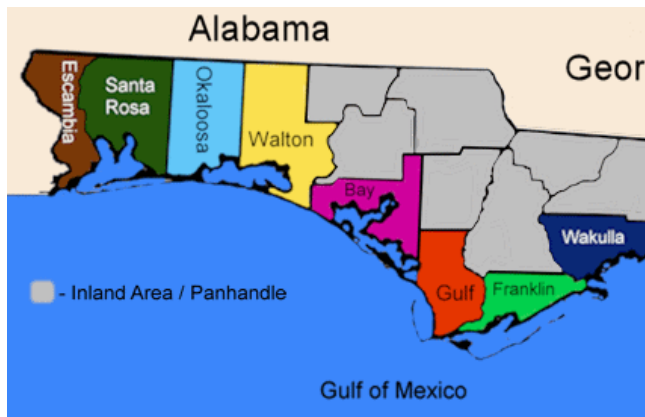 Alabama
Geor
Escambia
Santa
Rosa
Okaloosa
Walton
Bay
Wakulla
Gulf
Franklin
- Inland Area / Panhandle
Gulf of Mexico